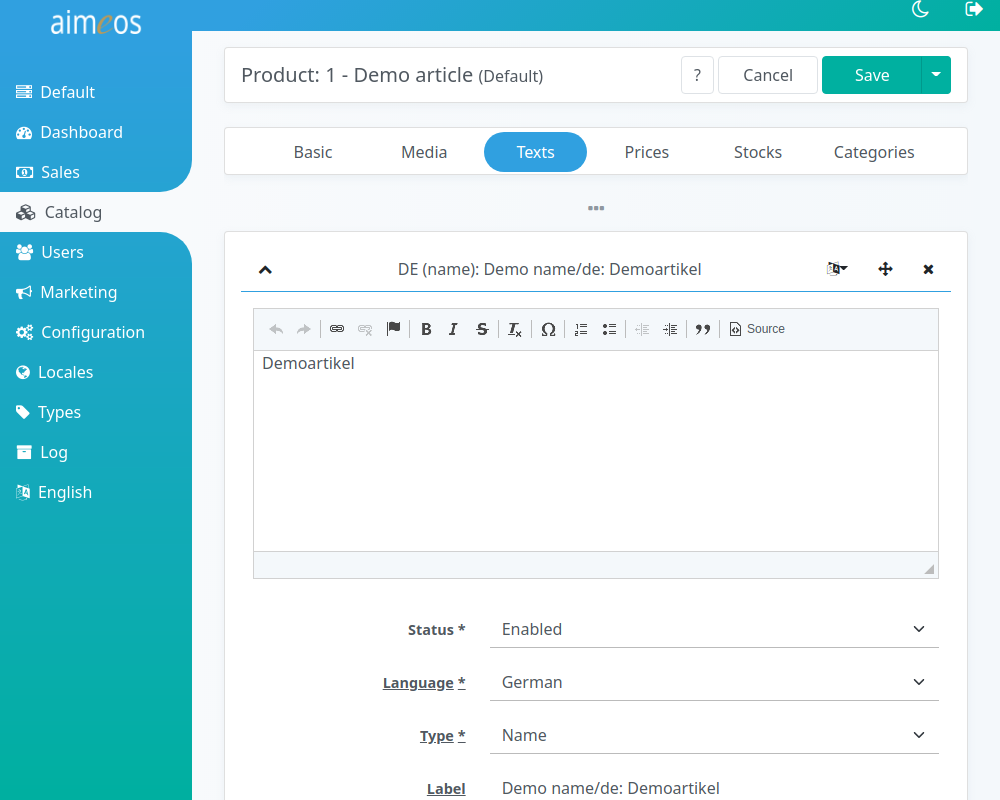 aimeos
Default
Dashboard
Sales
Catalog
Users
Marketing
Configuration
Locales
Types
Log
English
Product: 1 - Demo article (Default)
? Cancel Save
Basic Media Texts Prices Stocks Categories
DE (name): Demo name/de: Demoartikel
Source
Demoartikel
Status * Enabled
Language * German
Type * Name
Label Demo name/de: Demoartikel